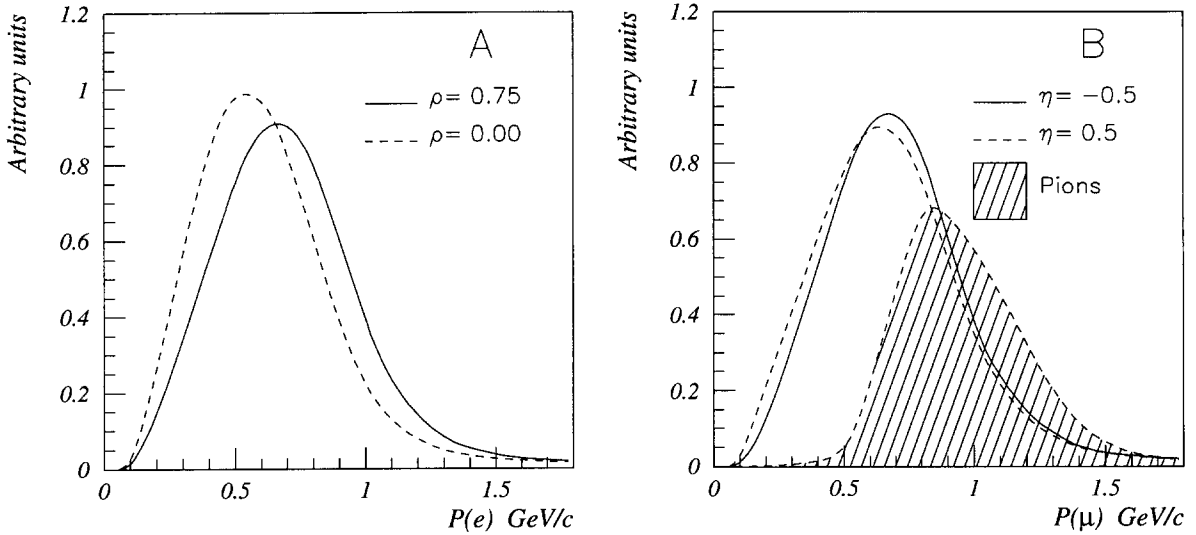 A
Arbitrary units
ρ= 0.75
ρ= 0.00
1.2
1
0.8
0.6
0.4
0.2
0
0
0.5
1
1.5
P(e) GeV/c
B
Arbitrary units
η= −0.5
η= 0.5
Pions
1.2
1
0.8
0.6
0.4
0.2
0
0
0.5
1
1.5
P(μ) GeV/c